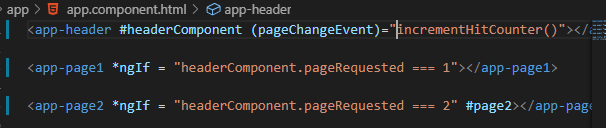 app > app.component.html > app-header
<app-header #headerComponent (pageChangeEvent)="incrementHitCounter()"></a
<app-page1 *ngIf = "headerComponent.pageRequested === 1"></app-page1>
<app-page2 *ngIf = "headerComponent.pageRequested === 2" #page2></app-pag